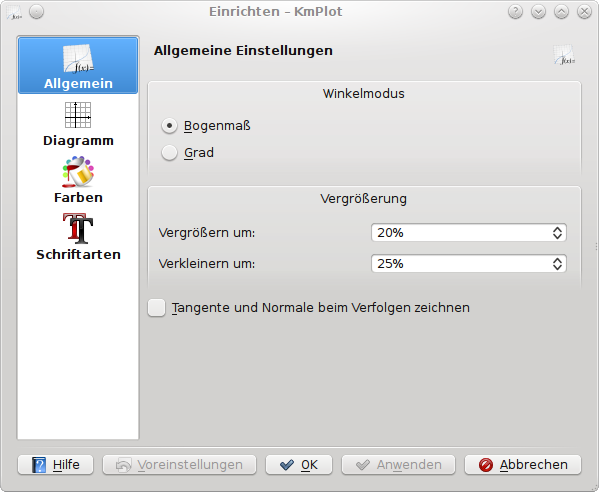 Einrichten – KmPlot
Allgemeine Einstellungen
f(x)=
Allgemein
Diagramm
Farben
Schriftarten
Winkelmodus
Bogenmaß
Grad
Vergrößerung
Vergrößern um:
20%
Verkleinern um:
25%
Tangente und Normale beim Verfolgen zeichnen
Hilfe
Voreinstellungen
OK
Anwenden
Abbrechen